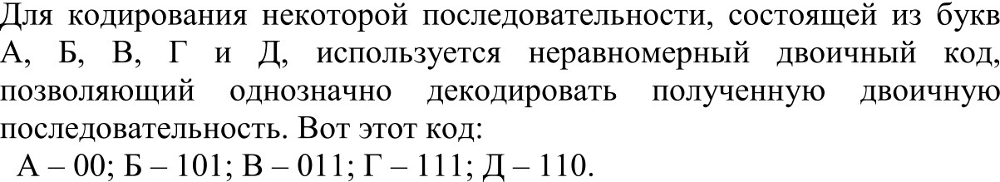 Для кодирования некоторой последовательности, состоящей из букв
А, Б, В, Г и Д, используется неравномерный двоичный код,
позволяющий однозначно декодировать полученную двоичную
последовательность. Вот этот код:
А – 00; Б – 101; В – 011; Г – 111; Д – 110.